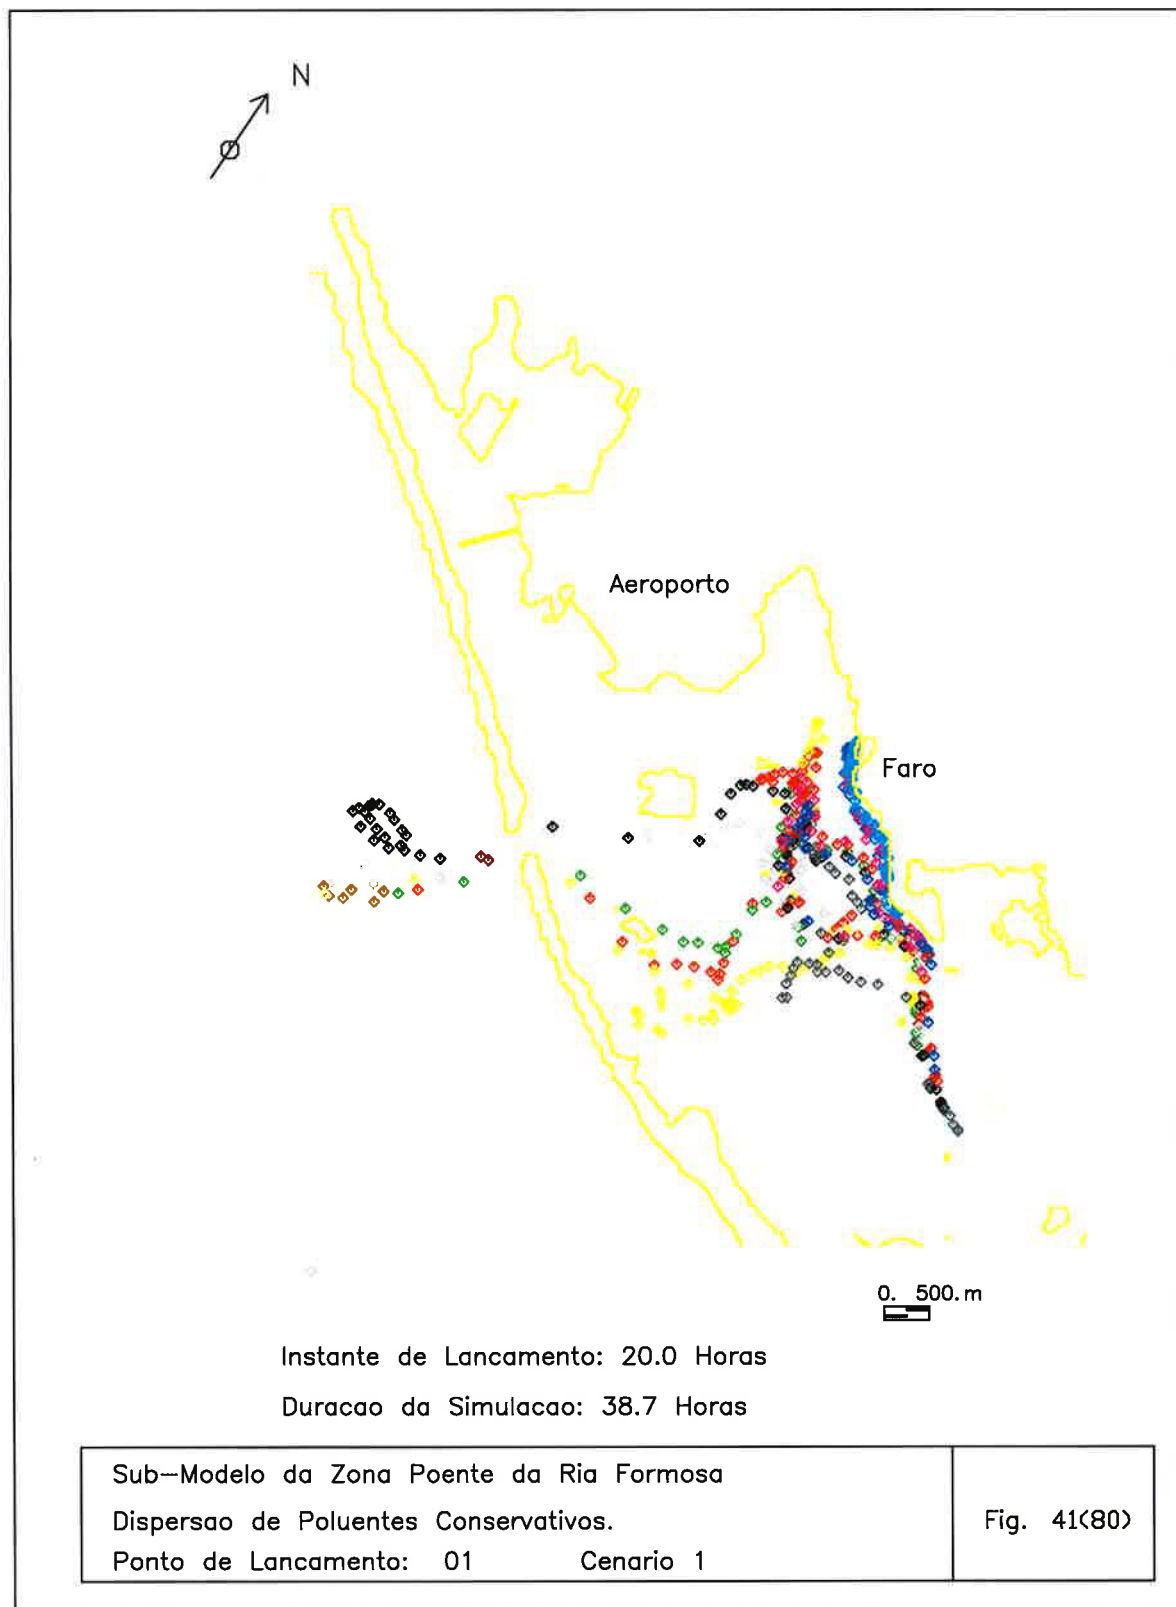 N
Aeroporto
Faro
0. 500.m
Instante de Lancamento: 20.0 Horas
Duracao da Simulacao: 38.7 Horas
Sub-Modelo da Zona Poente da Ria Formosa
Dispersao de Poluentes Conservativos.
Fig. 41(80)
Ponto de Lancamento: 01 Cenario 1